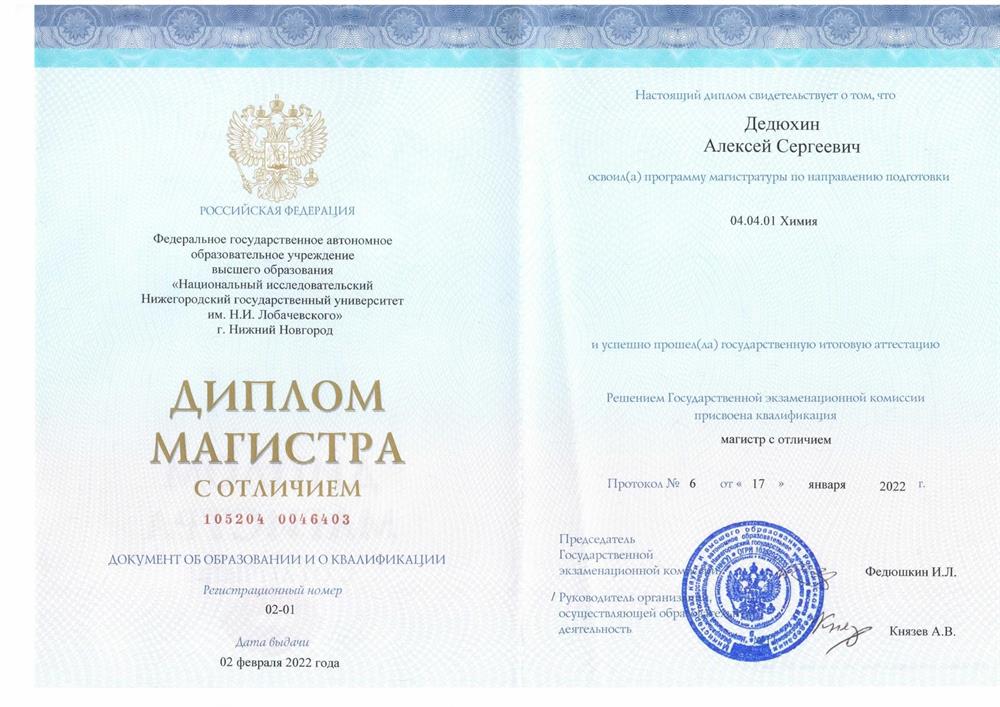 РОССИЙСКАЯ ФЕДЕРАЦИЯ
Федеральное государственное автономное
образовательное учреждение
высшего образования
«Национальный исследовательский
Нижегородский государственный университет
им. Н.И. Лобачевского»
г. Нижний Новгород
ДИПЛОМ
МАГИСТРА
С ОТЛИЧИЕМ
105204 0046403
ДОКУМЕНТ ОБ ОБРАЗОВАНИИ И О КВАЛИФИКАЦИИ
Регистрационный номер
02-01
Дата выдачи
02 февраля 2022 года
Настоящий диплом свидетельствует о том, что
Дедюхин
Алексей Сергеевич
освоил(а) программу магистратуры по направлению подготовки
04.04.01 Химия
и успешно прошел(ла) государственную итоговую аттестацию
Решением Государственной экзаменационной комиссии
присвоена квалификация
магистр с отличием
Протокол № 6 от « 17 » января 2022 г.
Председатель
Государственной
экзаменационной
Федюшкин И.Л.
/ Руководитель
осуществляющей
деятельность
Князев А.В.